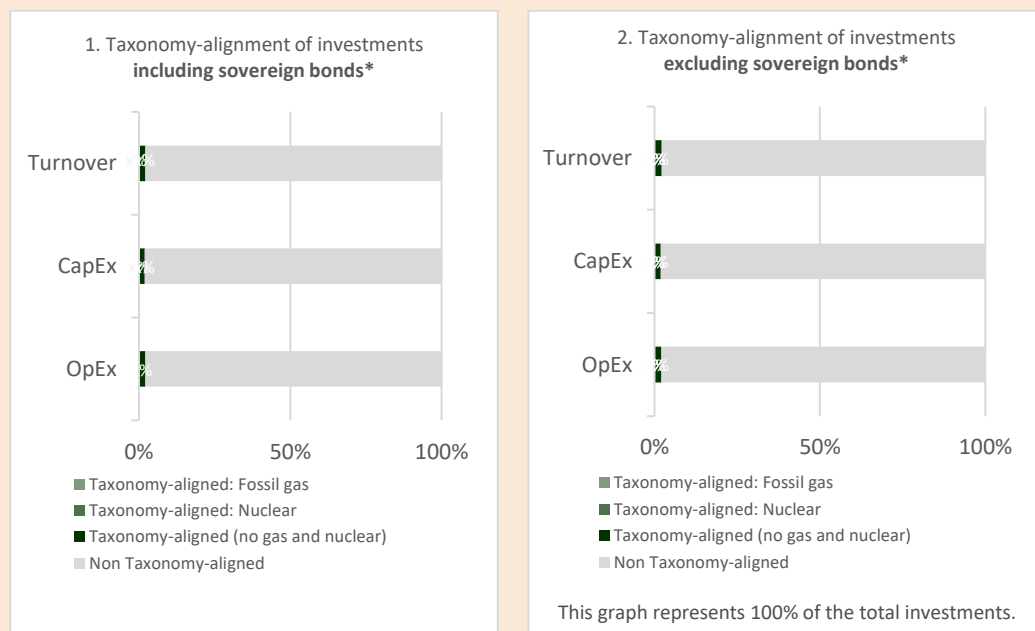 1. Taxonomy-alignment of investments
including sovereign bonds*
Turnover
CapEx
OpEx
%
0%
50%
100%
Taxonomy-aligned: Fossil gas
Taxonomy-aligned: Nuclear
Taxonomy-aligned (no gas and nuclear)
Non Taxonomy-aligned
2. Taxonomy-alignment of investments
excluding sovereign bonds*
Turnover
%
CapEx
%
OpEx
%
0%
50%
100%
Taxonomy-aligned: Fossil gas
Taxonomy-aligned: Nuclear
Taxonomy-aligned (no gas and nuclear)
Non Taxonomy-aligned
This graph represents 100% of the total investments.